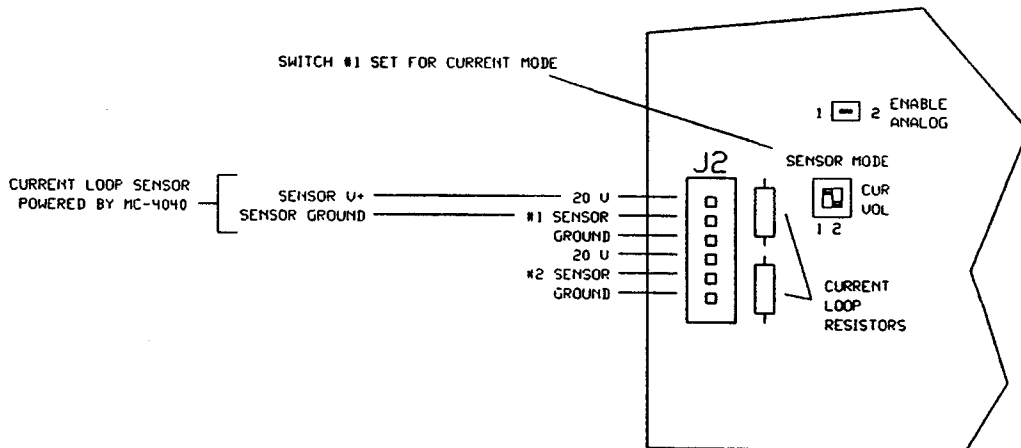 SWITCH #1 SET FOR CURRENT MODE
1 2 ENABLE
ANALOG
J2
SENSOR MODE
CUR
VOL
1 2
CURRENT LOOP SENSOR
POWERED BY MC-4040
SENSOR V+
SENSOR GROUND
20 V
#1 SENSOR
GROUND
20 V
#2 SENSOR
GROUND
CURRENT
LOOP
RESISTORS